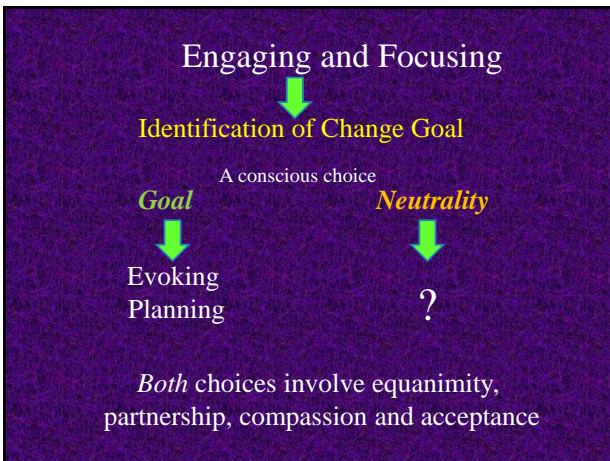 Engaging and Focusing
Identification of Change Goal
A conscious choice
Goal Neutrality
Evoking
Planning
?
Both choices involve equanimity,
partnership, compassion and acceptance